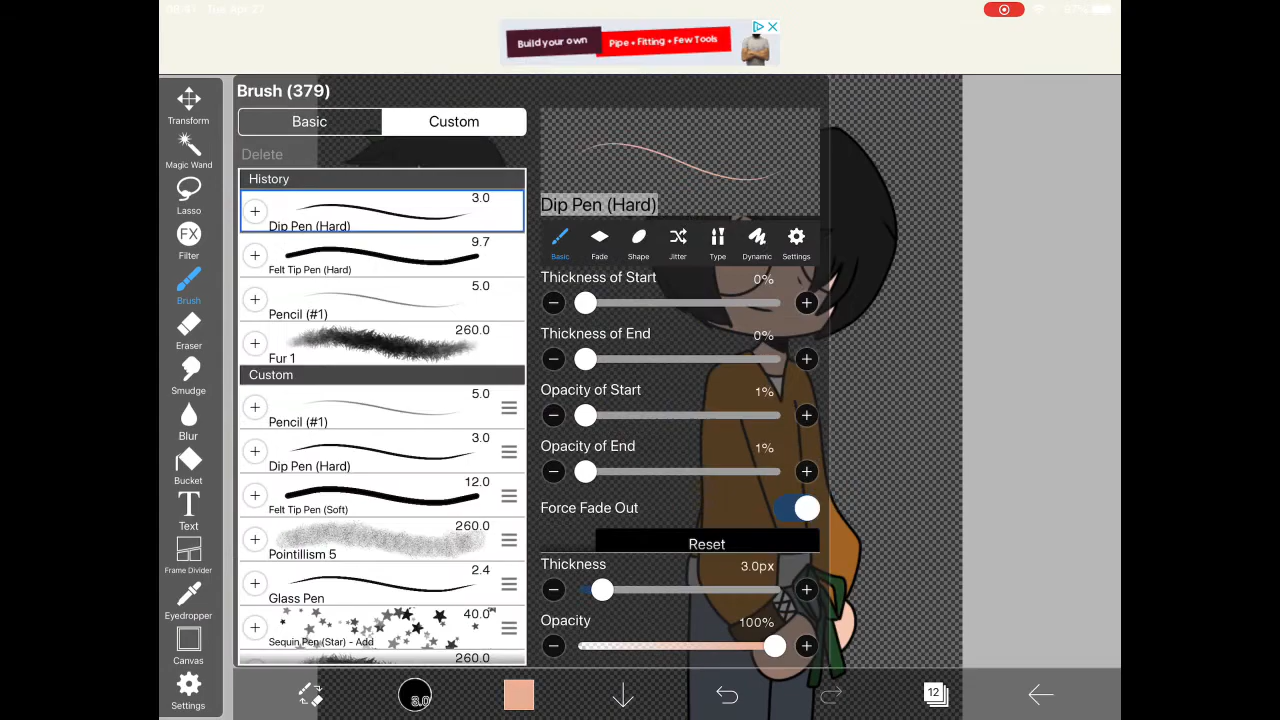 Build your own
Pipe + Fitting + Few Tools
Brush (379)
Basic
Custom
Delete
History
3.0
Dip Pen (Hard)
9.7
Felt Tip Pen (Hard)
5.0
Pencil (#1)
260.0
Fur 1
Custom
5.0
Pencil (#1)
3.0
Dip Pen (Hard)
12.0
Felt Tip Pen (Soft)
260.0
Pointillism 5
2.4
Glass Pen
40.0
Sequin Pen (Star) - Add
260.0
Transform
Magic Wand
Lasso
FX
Filter
Brush
Eraser
Smudge
Blur
Bucket
T
Text
Frame Divider
Eyedropper
Canvas
Settings
Dip Pen (Hard)
Basic
Fade
Shape
Jitter
Type
Dynamic
Settings
Thickness of Start
0%
Thickness of End
0%
Opacity of Start
1%
Opacity of End
1%
Force Fade Out
Reset
Thickness
3.0px
Opacity
100%
3.0
12